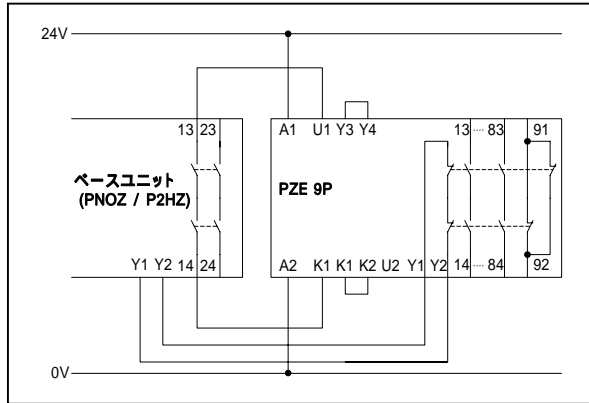 24V
13 23
A1 U1 Y3 Y4 13 ···· 83 91
ベースユニット
(PNOZ / P2HZ)
PZE 9P
Y1 Y2 14 24
A2 K1 K1 K2 U2 Y1 Y2 14 ···· 84 92
0V